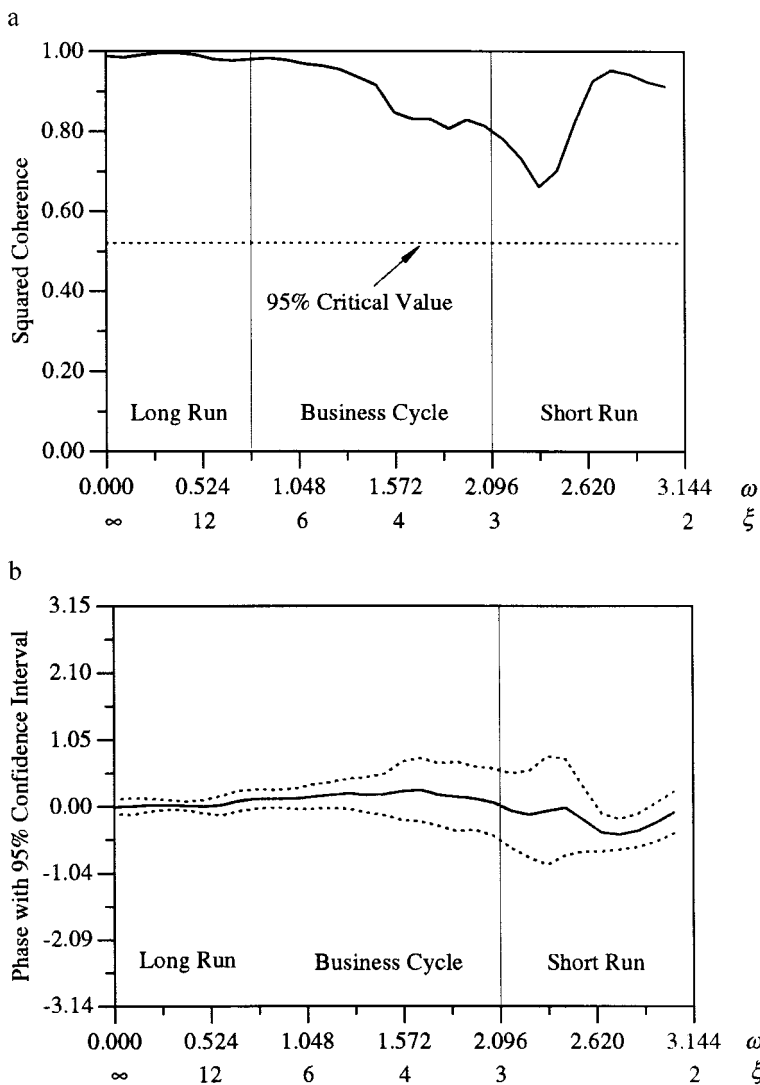 a
1.00
0.80
0.60
0.40
0.20
0.00
Squared Coherence
95% Critical Value
Long Run Business Cycle Short Run
0.000 0.524 1.048 1.572 2.096 2.620 3.144 ω
∞ 12 6 4 3 2 ξ
b
3.15
2.10
1.05
0.00
-1.04
-2.09
-3.14
Phase with 95% Confidence Interval
Long Run Business Cycle Short Run
0.000 0.524 1.048 1.572 2.096 2.620 3.144 ω
∞ 12 6 4 3 2 ξ